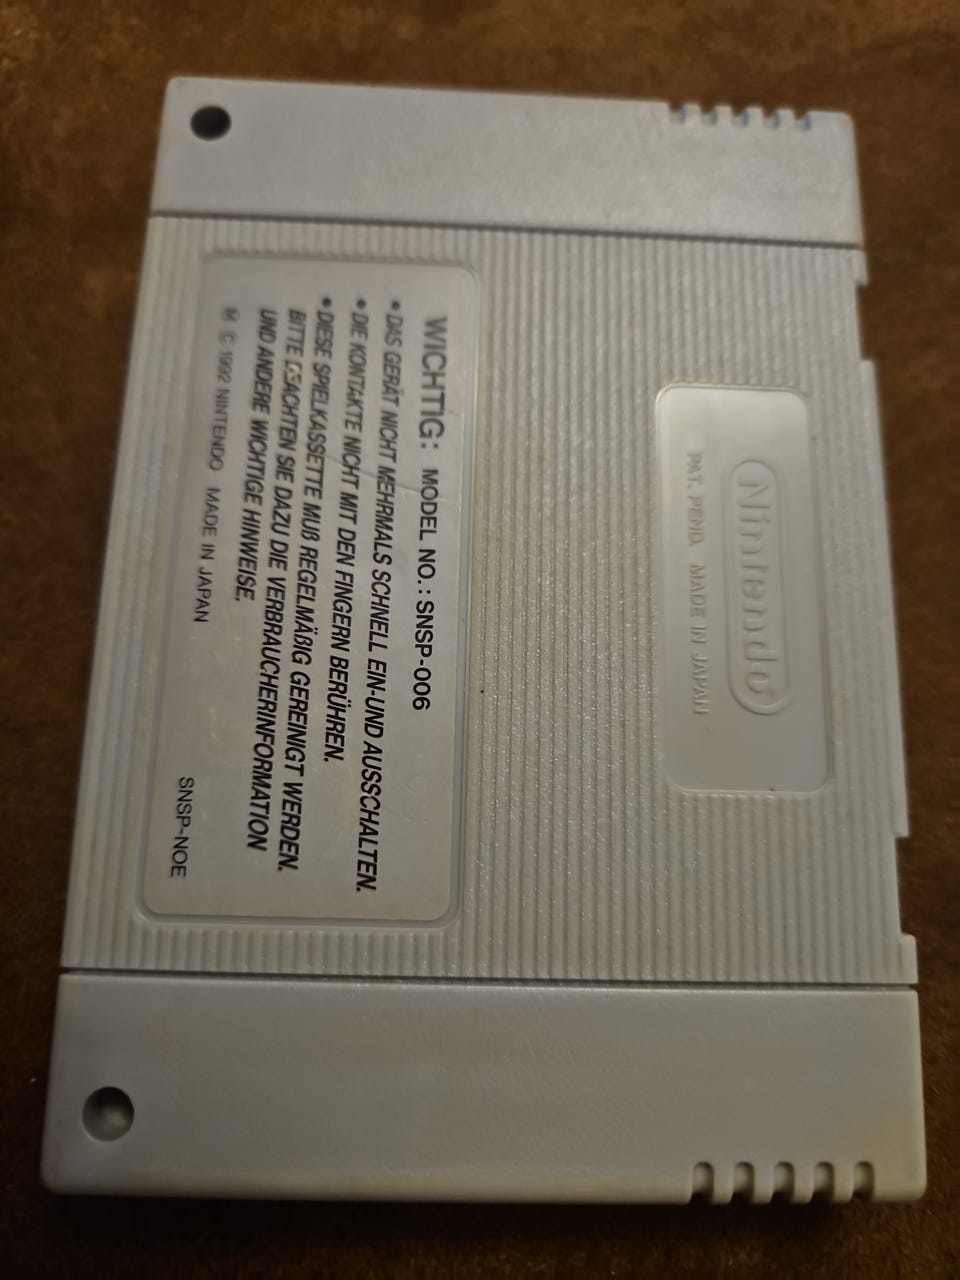 Nintendo®
PAT. PEND. MADE IN JAPAN
WICHTIG: MODEL NO.: SNSP-006
• DAS GERÄT NICHT MEHRMALS SCHNELL EIN-UND AUSSCHALTEN.
• DIE KONTAKTE NICHT MIT DEN FINGERN BERÜHREN.
• DIESE SPIELKASSETTE MUß REGELMÄßIG GEREINIGT WERDEN.
BITTE BEACHTEN SIE DAZU DIE VERBRAUCHERINFORMATION
UND ANDERE WICHTIGE HINWEISE.
Ⓜ © 1992 NINTENDO MADE IN JAPAN
SNSP-NOE